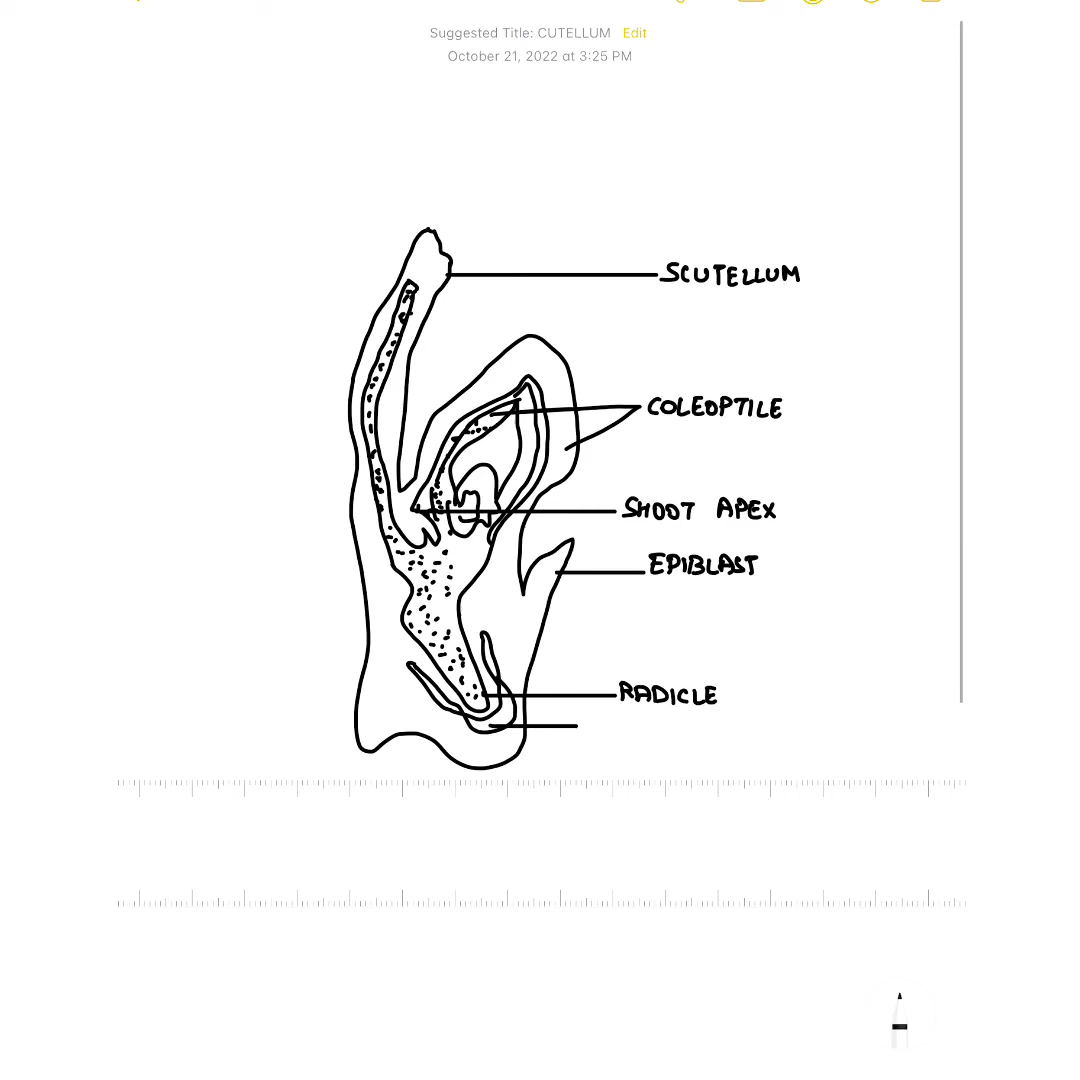 Suggested Title: CUTELLUM Edit
October 21, 2022 at 3:25 PM
SCUTELLUM
COLEOPTILE
SHOOT APEX
EPIBLAST
RADICLE